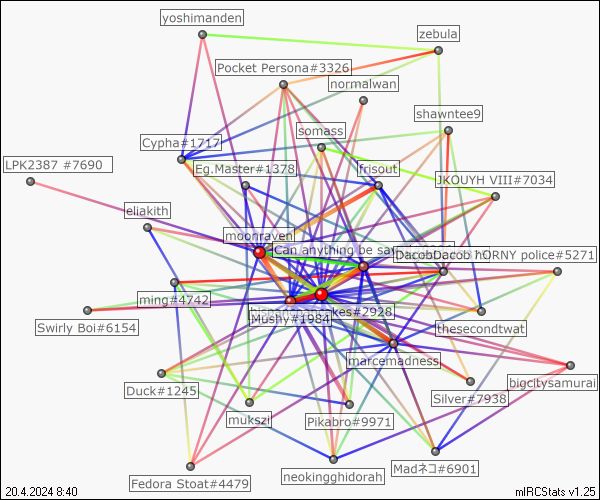 yoshimanden
zebula
Pocket Persona#3326
normalwan
shawntee9
somass
Cypha#1717
LPK2387 #7690
Eg.Master#1378
frisout
JKOUYH VIII#7034
eliakith
moonraven
Can anything be
DacobDacob
HORNY police#5271
ming#4742
kes#2928
Mushy#1984
Swirly Boi#6154
thesecondtwat
marcemadness
bigcitysamurai
Duck#1245
Silver#7938
mukszi
Pikabro#9971
Madネコ#6901
neokingghidorah
Fedora Stoat#4479
20.4.2024 8:40
mIRCStats v1.25